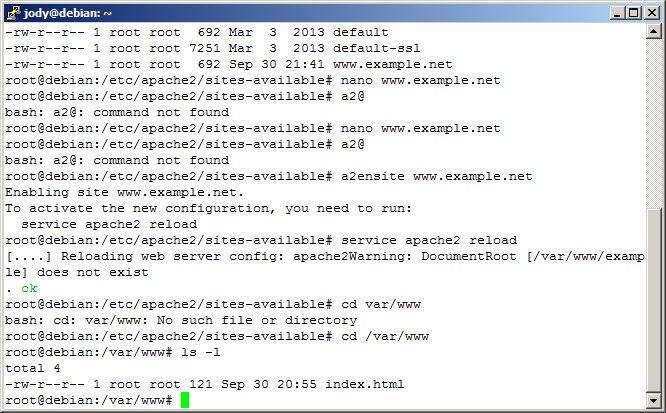 jody@debian: ~
-rw-r--r-- 1 root root  692 Mar  3  2013 default
-rw-r--r-- 1 root root 7251 Mar  3  2013 default-ssl
-rw-r--r-- 1 root root  692 Sep 30 21:41 www.example.net
root@debian:/etc/apache2/sites-available# nano www.example.net
root@debian:/etc/apache2/sites-available# a2@
bash: a2@: command not found
root@debian:/etc/apache2/sites-available# nano www.example.net
root@debian:/etc/apache2/sites-available# a2@
bash: a2@: command not found
root@debian:/etc/apache2/sites-available# a2ensite www.example.net
Enabling site www.example.net.
To activate the new configuration, you need to run:
  service apache2 reload
root@debian:/etc/apache2/sites-available# service apache2 reload
[....] Reloading web server config: apache2Warning: DocumentRoot [/var/www/examp
le] does not exist
. ok
root@debian:/etc/apache2/sites-available# cd var/www
bash: cd: var/www: No such file or directory
root@debian:/etc/apache2/sites-available# cd /var/www
root@debian:/var/www# ls -l
total 4
-rw-r--r-- 1 root root 121 Sep 30 20:55 index.html
root@debian:/var/www#